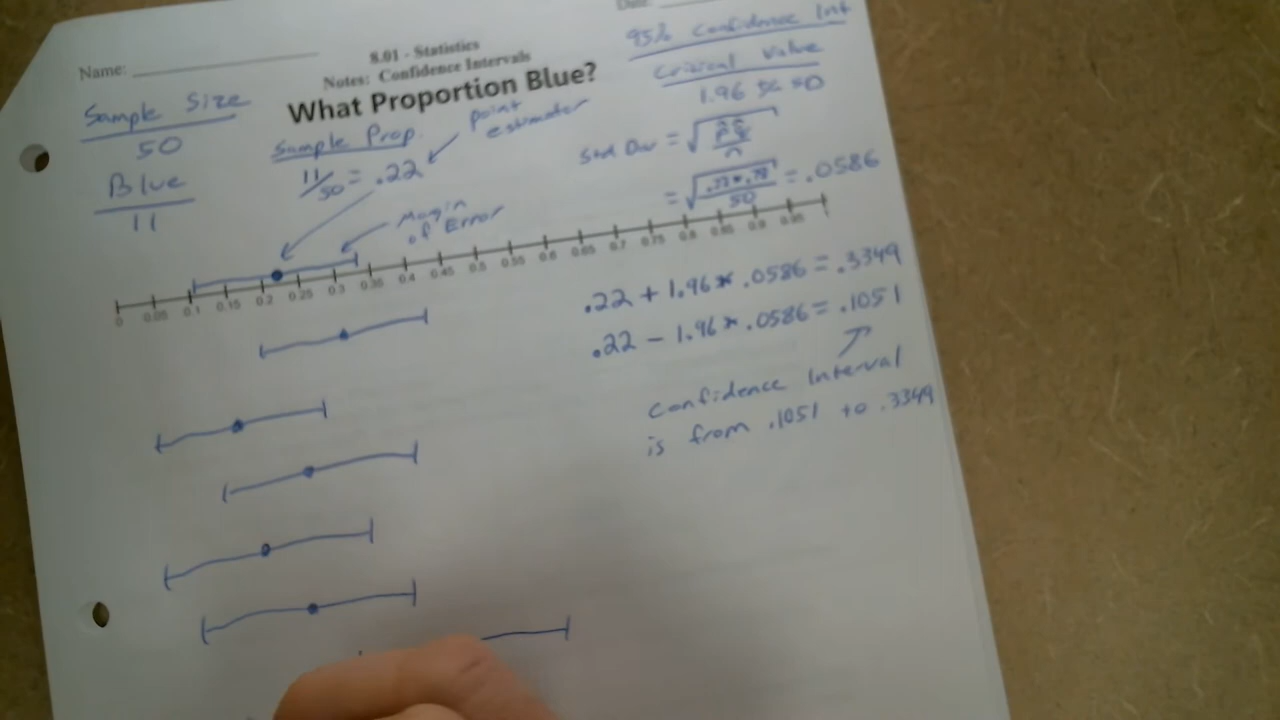 Name:
8.01 - Statistics
Notes: Confidence Intervals
What Proportion Blue?
Date:
Sample Size
50
Blue
11
Sample Prop.
11/50 = .22
point
estimator
Margin
of Error
95% Confidence Int
Critical Value
1.96
Std Dev = √p̂q̂/n
= √.22*.78/50 = .0586
0 0.05 0.1 0.15 0.2 0.25 0.3 0.35 0.4 0.45 0.5 0.55 0.6 0.65 0.7 0.75 0.8 0.85 0.9 0.95
.22 + 1.96 * .0586 = .3349
.22 - 1.96 * .0586 = .1051
Confidence Interval
is from .1051 to .3349